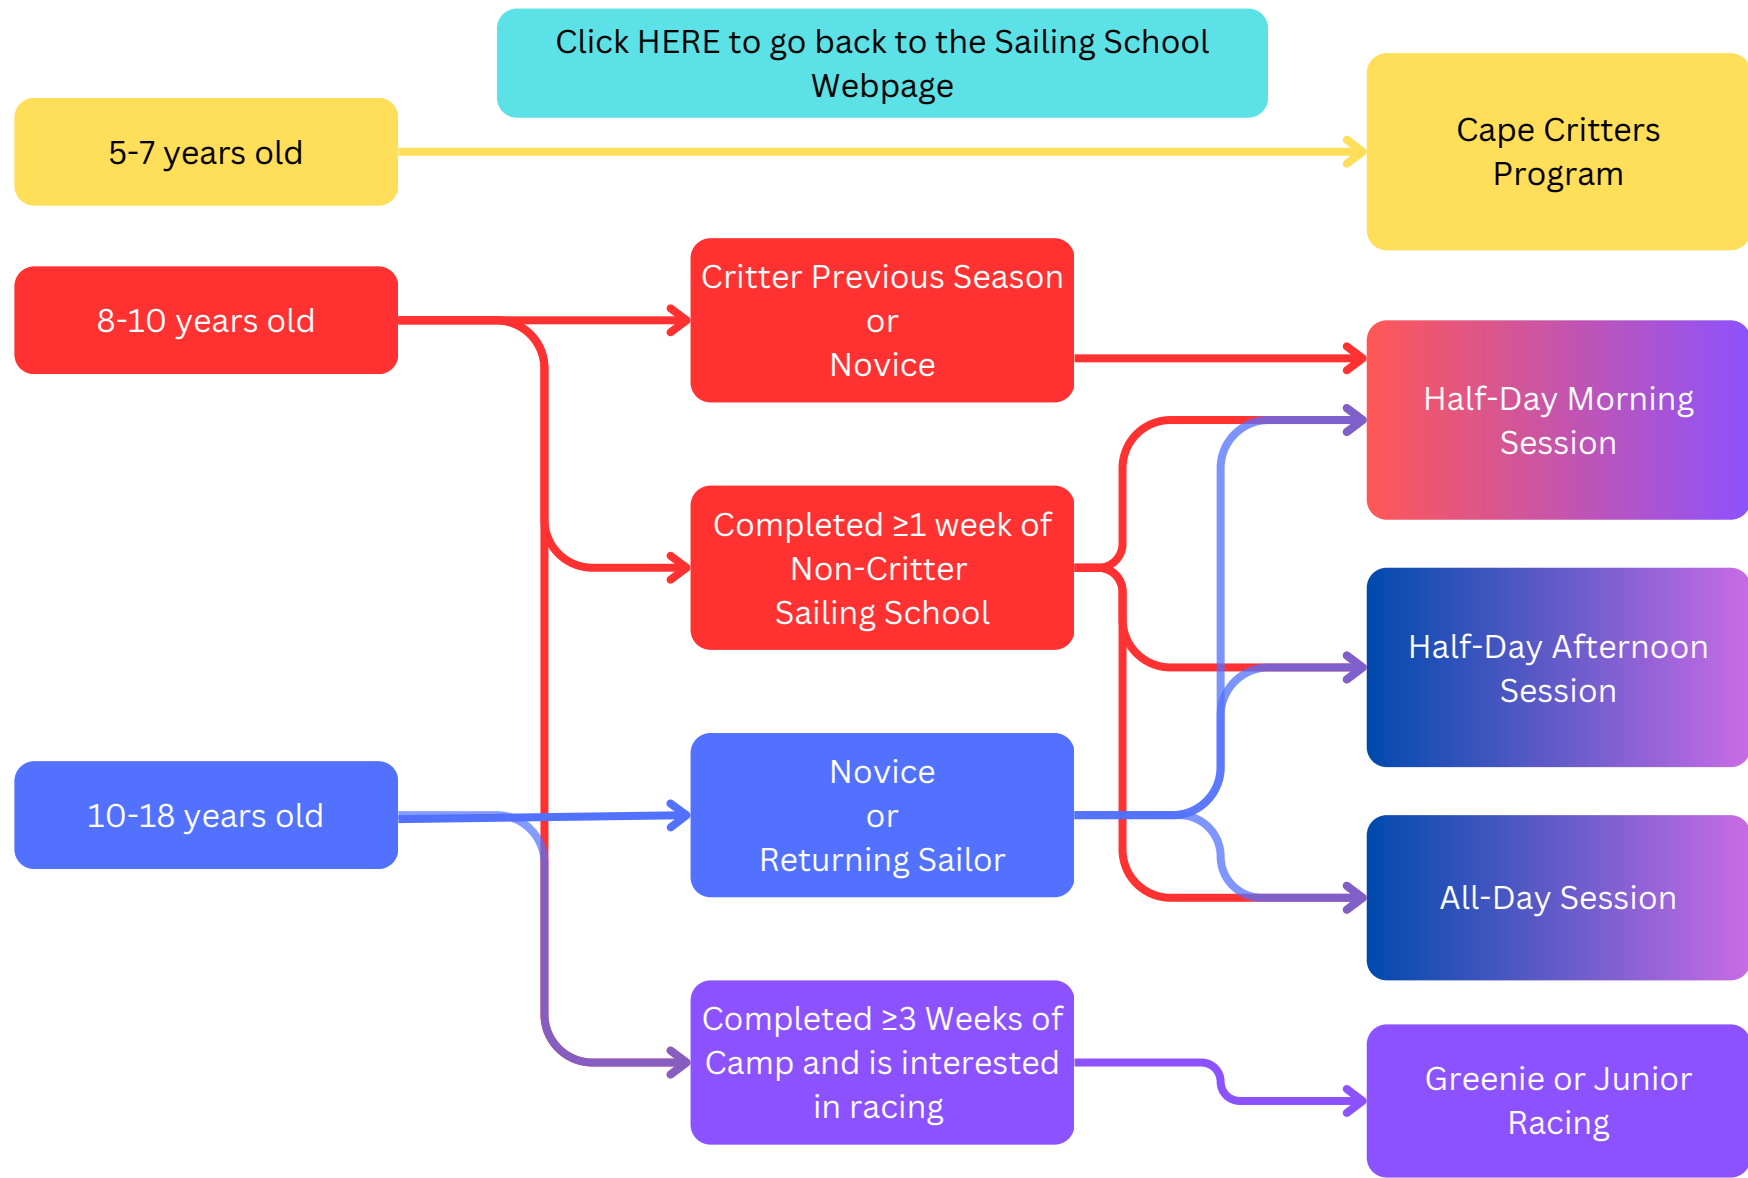 Click HERE to go back to the Sailing School
Webpage
5-7 years old
Cape Critters
Program
8-10 years old
Critter Previous Season
or
Novice
Half-Day Morning
Session
Completed ≥1 week of
Non-Critter
Sailing School
Half-Day Afternoon
Session
10-18 years old
Novice
or
Returning Sailor
All-Day Session
Completed ≥3 Weeks of
Camp and is interested
in racing
Greenie or Junior
Racing